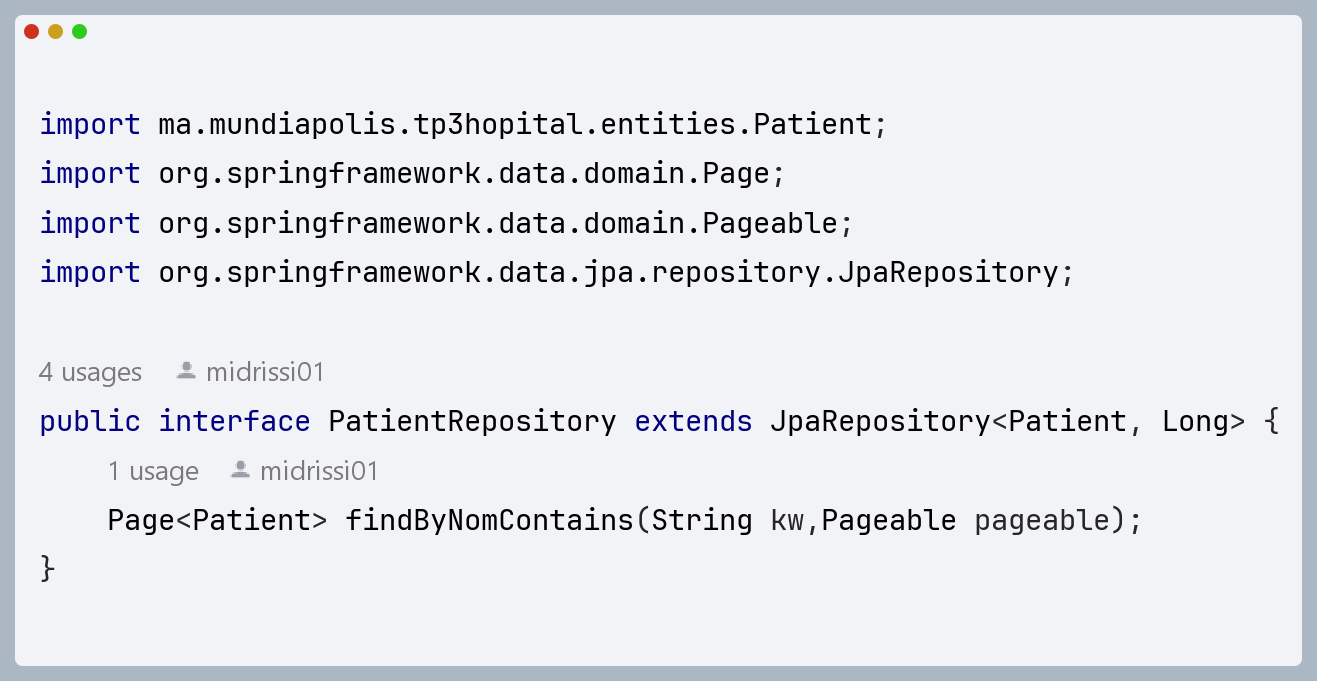 import ma.mundiapolis.tp3hopital.entities.Patient;
import org.springframework.data.domain.Page;
import org.springframework.data.domain.Pageable;
import org.springframework.data.jpa.repository.JpaRepository;
4 usages midrissi01
public interface PatientRepository extends JpaRepository<Patient, Long> {
1 usage midrissi01
Page<Patient> findByNomContains(String kw,Pageable pageable);
}